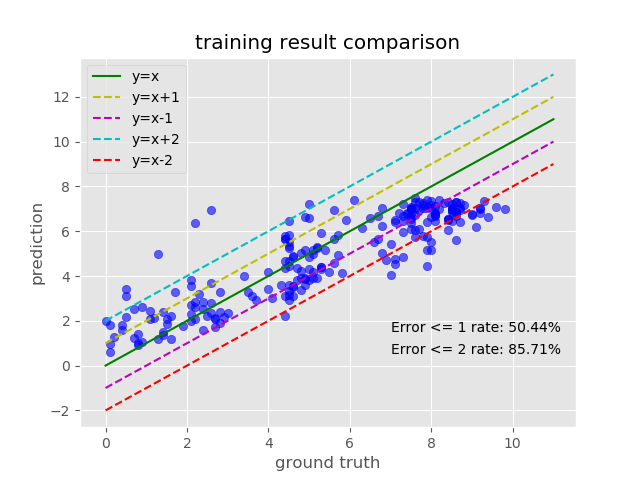 training result comparison
y=x
y=x+1
y=x-1
y=x+2
y=x-2
12
10
8
6
4
2
0
−2
prediction
Error <= 1 rate: 50.44%
Error <= 2 rate: 85.71%
0 2 4 6 8 10
ground truth